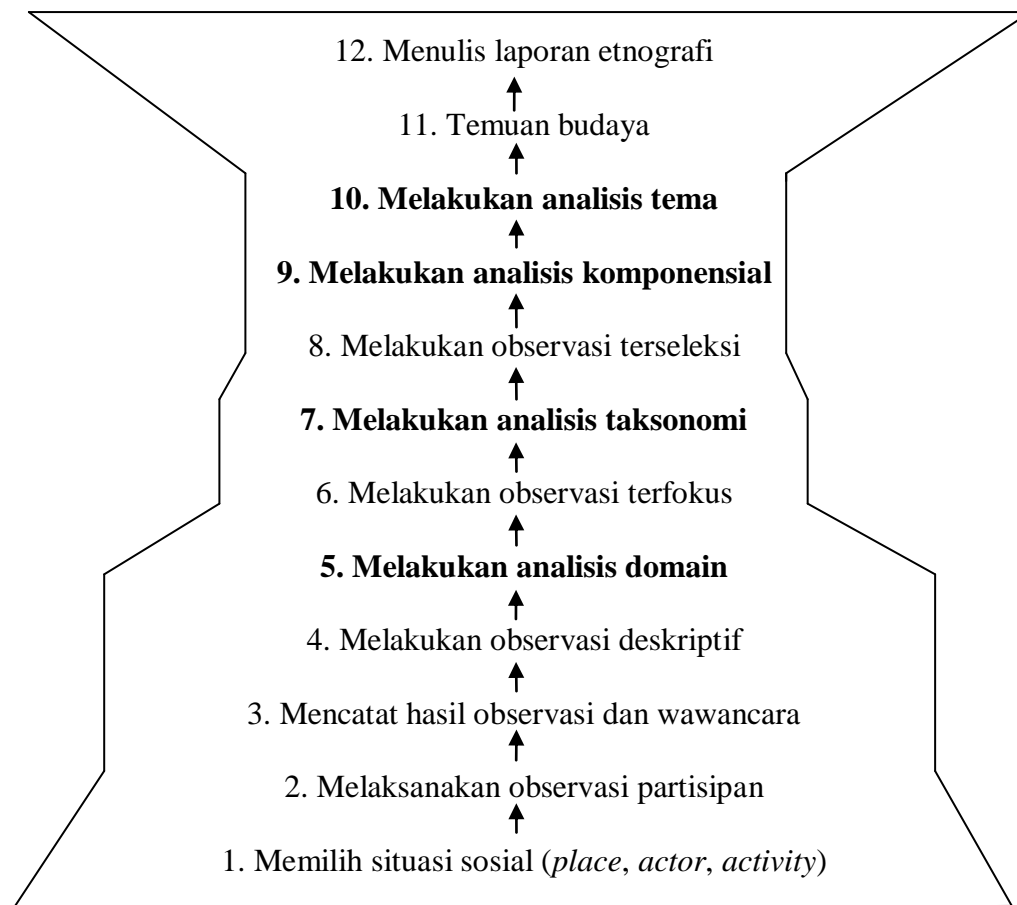 12. Menulis laporan etnografi
11. Temuan budaya
10. Melakukan analisis tema
9. Melakukan analisis komponensial
8. Melakukan observasi terseleksi
7. Melakukan analisis taksonomi
6. Melakukan observasi terfokus
5. Melakukan analisis domain
4. Melakukan observasi deskriptif
3. Mencatat hasil observasi dan wawancara
2. Melaksanakan observasi partisipan
1. Memilih situasi sosial (place, actor, activity)